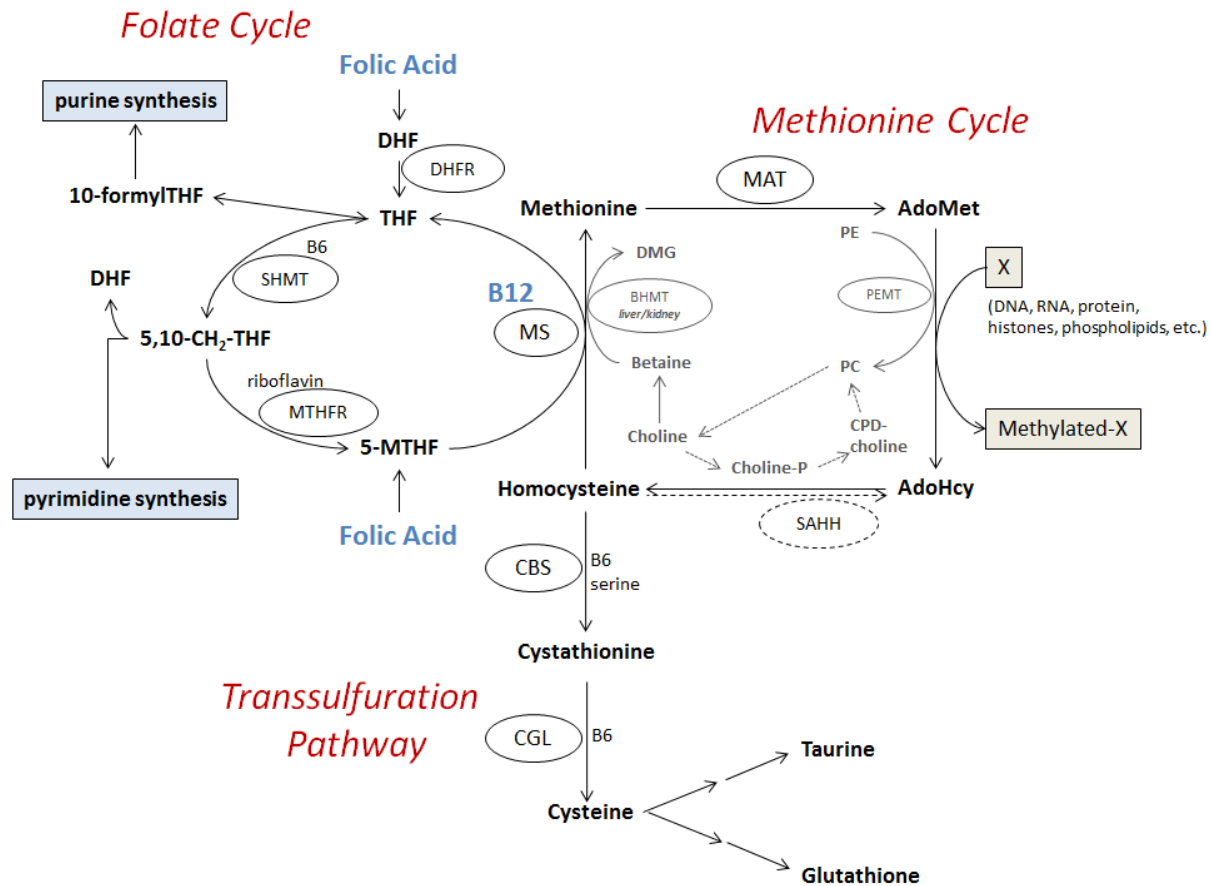 Folate Cycle
Folic Acid
purine synthesis
Methionine Cycle
DHF
DHFR
MAT
10-formylTHF
THF
Methionine
AdoMet
B6
DMG
PE
SHMT
X
DHF
B12
BHMT
liver/kidney
PEMT
(DNA, RNA, protein,
histones, phospholipids, etc.)
MS
5,10-CH₂-THF
Betaine
PC
riboflavin
MTHFR
Choline
CPD-
choline
Methylated-X
5-MTHF
Choline-P
pyrimidine synthesis
Homocysteine
AdoHcy
SAHH
Folic Acid
CBS
B6
serine
Cystathionine
Transsulfuration
Pathway
CGL
B6
Taurine
Cysteine
Glutathione